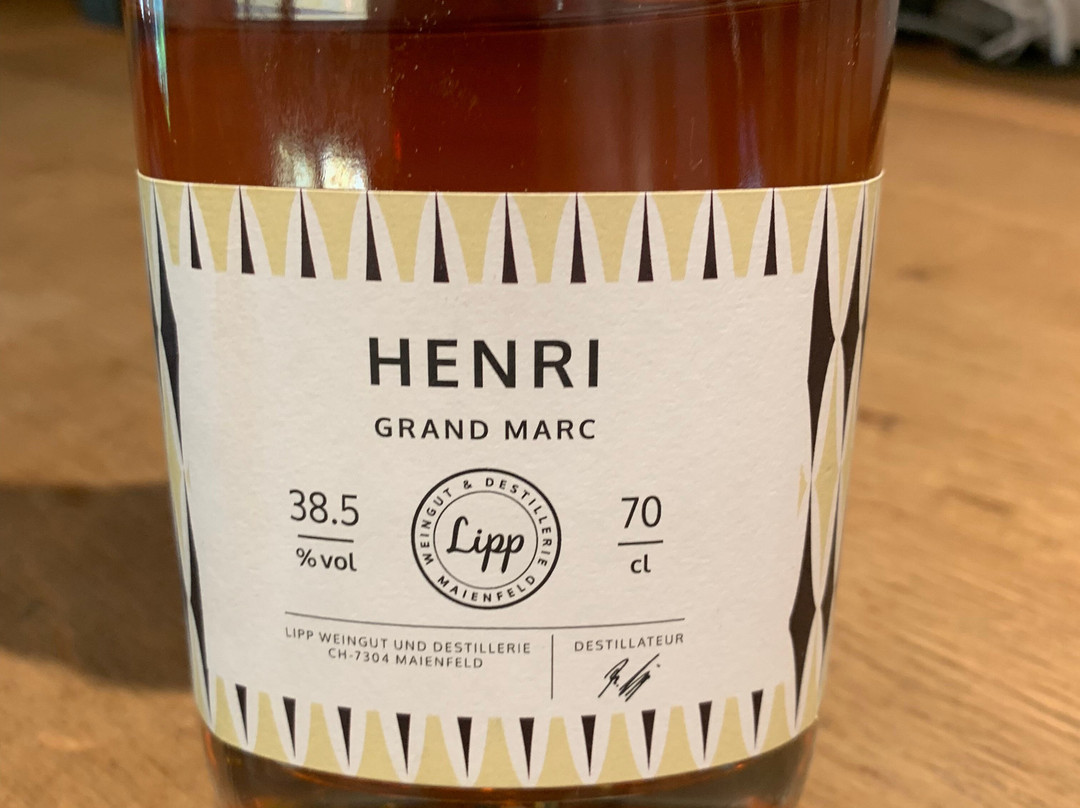 HENRI
GRAND MARC
38.5
% vol
WEINGUT & DESTILLERIE
Lipp
MAIENFELD
70
cl
LIPP WEINGUT UND DESTILLERIE
CH-7304 MAIENFELD
DESTILLATEUR